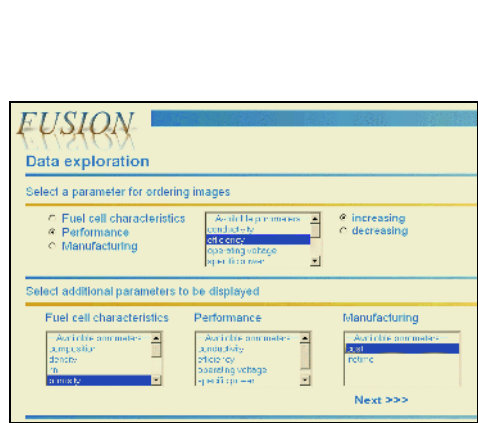 FUSION
Data exploration
Select a parameter for ordering images
Fuel cell characteristics
Performance
Manufacturing
Available parameters
conductivity
efficiency
operating voltage
specific power
increasing
decreasing
Select additional parameters to be displayed
Fuel cell characteristics
Available parameters
composition
density
porosity
Performance
Available parameters
conductivity
efficiency
operating voltage
specific power
Manufacturing
Available parameters
cost
Next >>>